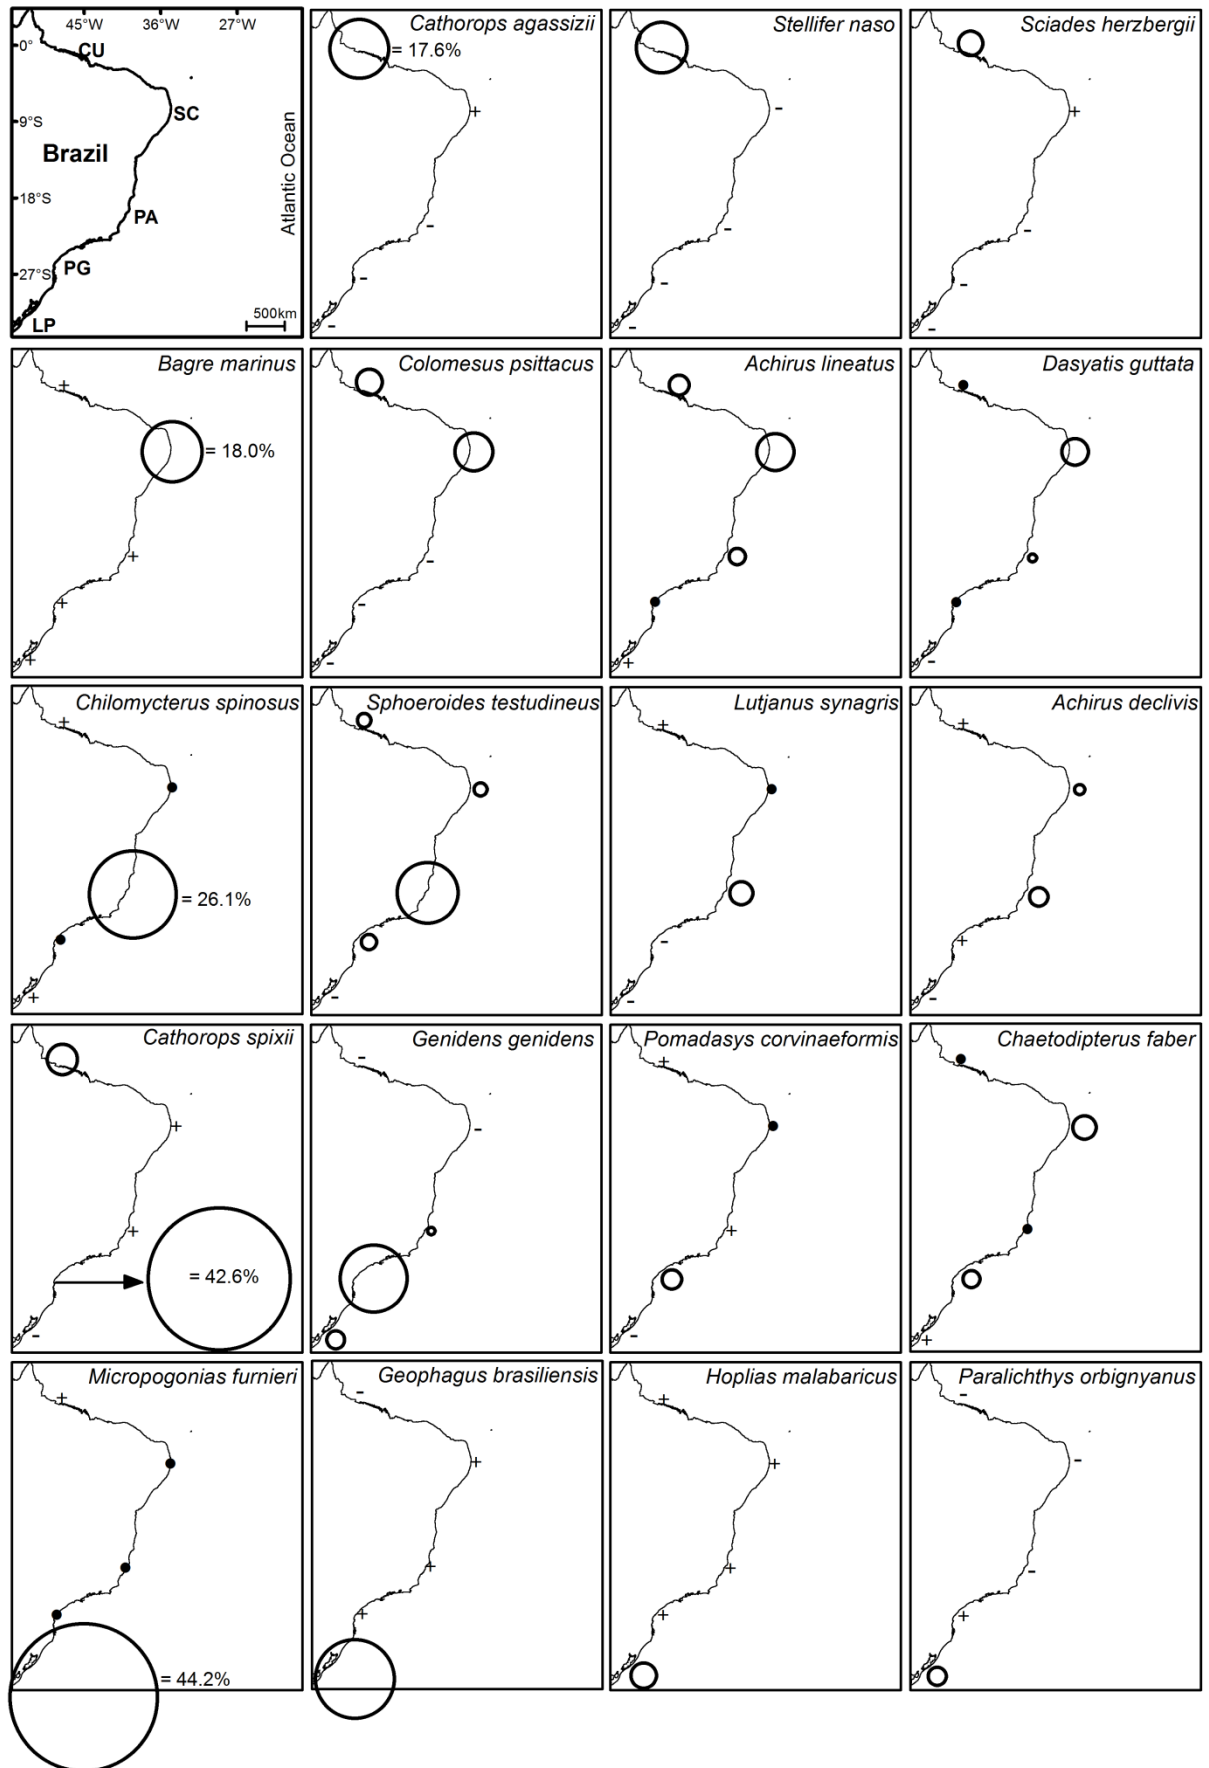 45°W 36°W 27°W
0°
CU
SC
9°S
Brazil
Atlantic Ocean
18°S
PA
27°S
PG
500km
LP
Cathorops agassizii
= 17.6%
+
-
-
-
Stellifer naso
-
-
-
-
Sciades herzbergii
+
-
-
-
Bagre marinus
+
= 18.0%
+
+
+
Colomesus psittacus
-
-
-
Achirus lineatus
+
Dasyatis guttata
-
Chilomycterus spinosus
+
= 26.1%
+
Sphoeroides testudineus
-
Lutjanus synagris
+
-
-
Achirus declivis
+
+
-
Cathorops spixii
+
+
= 42.6%
-
Genidens genidens
-
-
Pomadasys corvinaeformis
+
+
-
Chaetodipterus faber
+
Micropogonias furnieri
+
= 44.2%
Geophagus brasiliensis
-
+
+
+
Hoplias malabaricus
+
+
+
+
Paralichthys orbignyanus
-
-
-
+